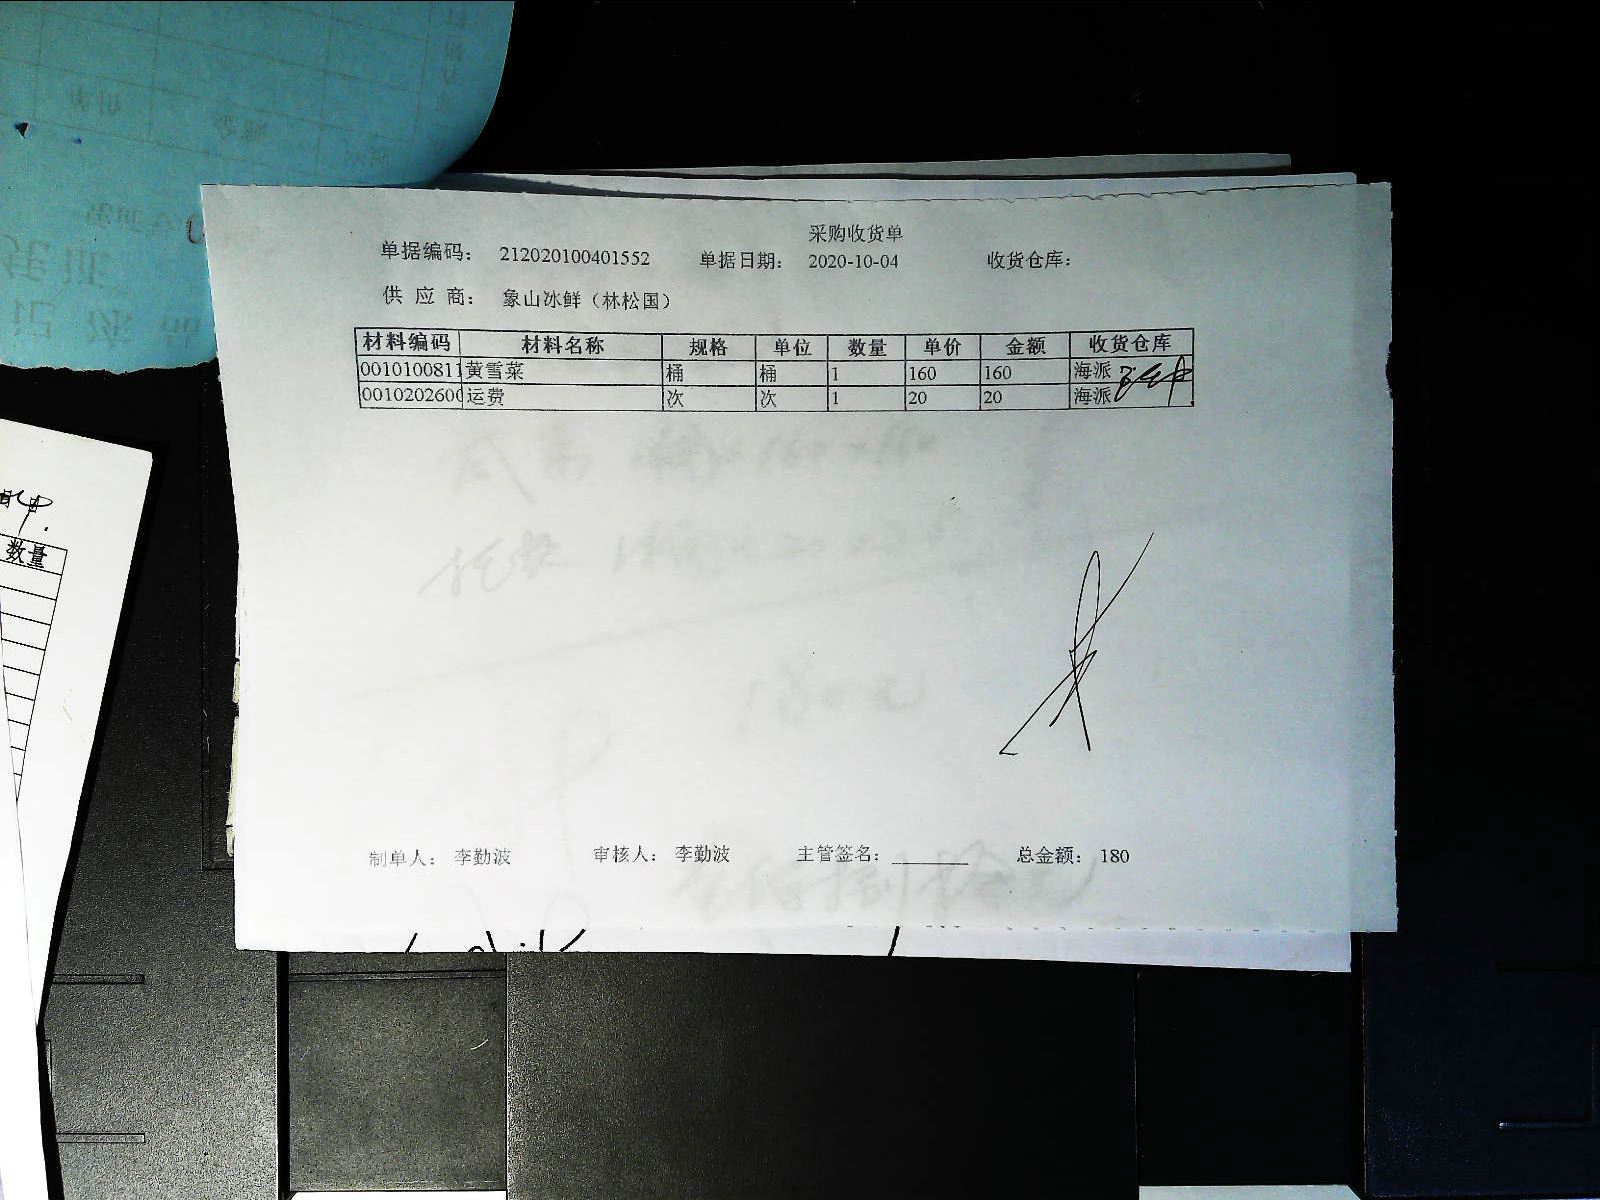 采购收货单
单据编码： 212020100401552 单据日期： 2020-10-04 收货仓库：
供 应 商： 象山冰鲜（林松国）
材料编码 材料名称 规格 单位 数量 单价 金额 收货仓库
0010100811 黄雪菜 桶 桶 1 160 160 海派
0010202600 运费 次 次 1 20 20 海派
制单人： 李勤波 审核人： 李勤波 主管签名： 总金额： 180
数量